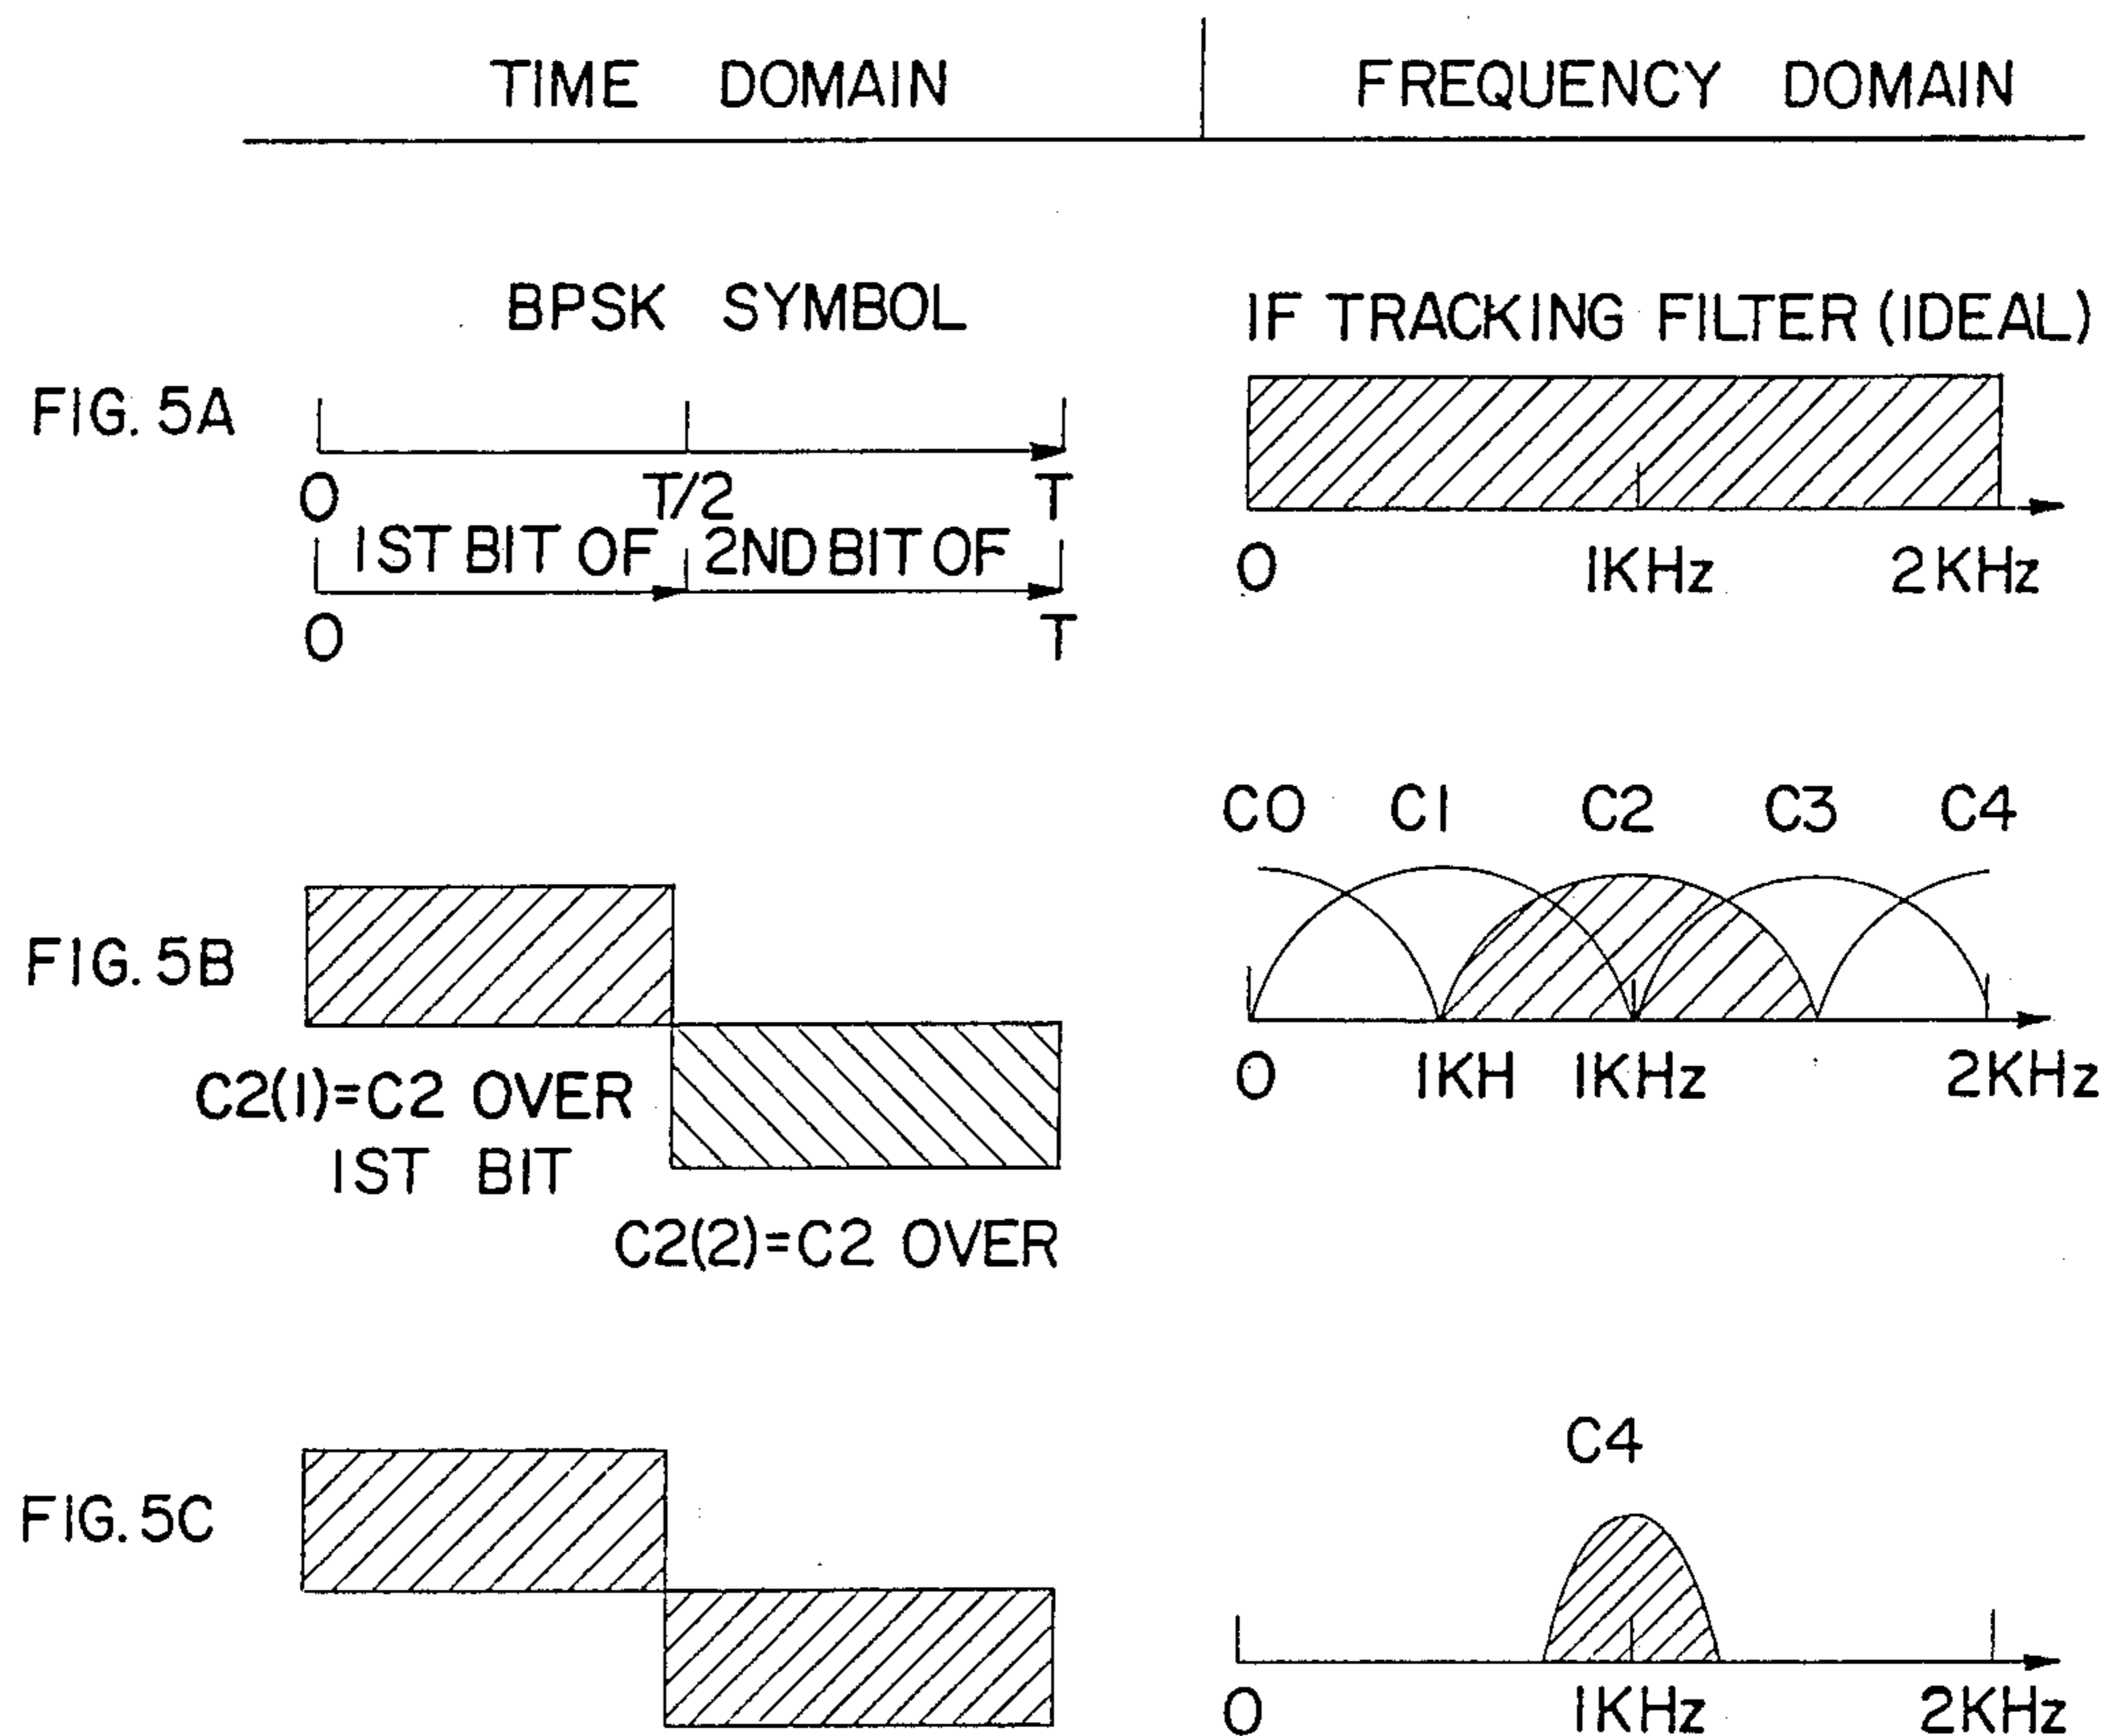 TIME DOMAIN
FREQUENCY DOMAIN
BPSK SYMBOL
IF TRACKING FILTER (IDEAL)
FIG. 5A
0 T/2 T
1ST BIT OF 2ND BIT OF
0 T
0 1KHz 2KHz
C0 C1 C2 C3 C4
FIG. 5B
C2(1)=C2 OVER
1ST BIT
C2(2)=C2 OVER
0 1KH 1KHz 2KHz
FIG. 5C
C4
0 1KHz 2KHz